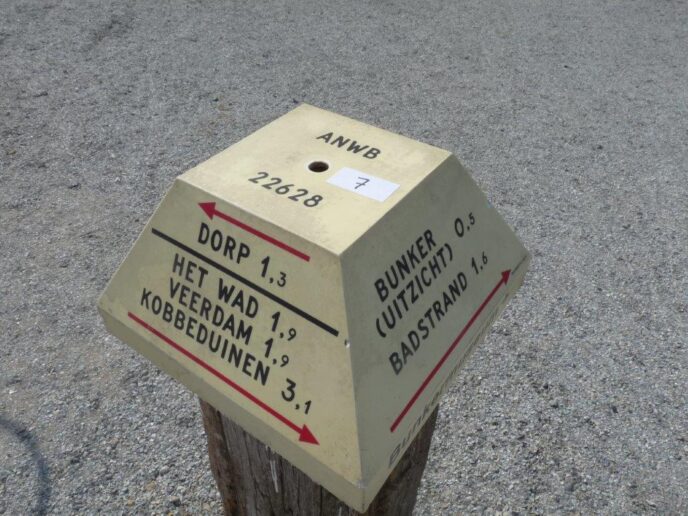 ANWB
7
22628
DORP 1,3
HET WAD 1,9
VEERDAM 1,9
KOBBEDUINEN 3,1
BUNKER 0.5
(UITZICHT)
BADSTRAND 1.6